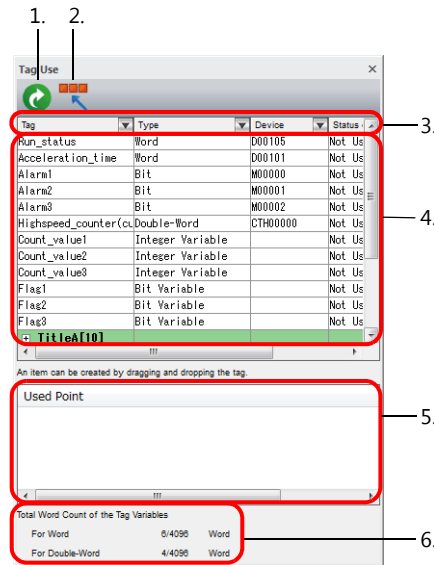 1. 2.
Tag Use
Tag Type Device Status 3.
Run_status Word D00105 Not Us
Acceleration_time Word D00101 Not Us
Alarm1 Bit M00000 Not Us
Alarm2 Bit M00001 Not Us
Alarm3 Bit M00002 Not Us
Highspeed_counter(cu Double-Word CTH00000 Not Us
4.
Count_value1 Integer Variable Not Us
Count_value2 Integer Variable Not Us
Count_value3 Integer Variable Not Us
Flag1 Bit Variable Not Us
Flag2 Bit Variable Not Us
Flag3 Bit Variable Not Us
TitleA[10]
An item can be created by dragging and dropping the tag.
Used Point
5.
Total Word Count of the Tag Variables
For Word 6/4096 Word
6.
For Double-Word 4/4096 Word